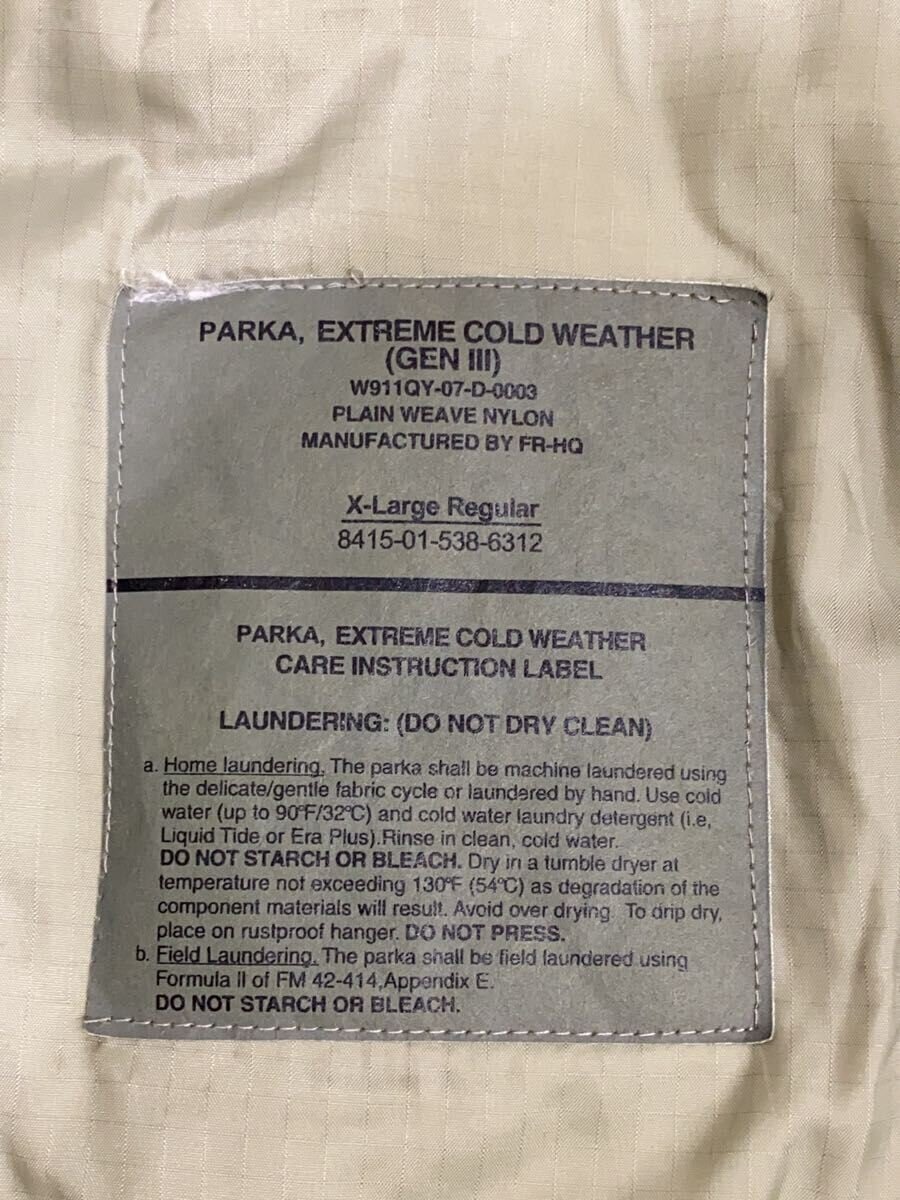 PARKA, EXTREME COLD WEATHER
(GEN III)
W911QY-07-D-0003
PLAIN WEAVE NYLON
MANUFACTURED BY FR-HQ
X-Large Regular
8415-01-538-6312
PARKA, EXTREME COLD WEATHER
CARE INSTRUCTION LABEL
LAUNDERING: (DO NOT DRY CLEAN)
a. Home laundering. The parka shall be machine laundered using
the delicate/gentle fabric cycle or laundered by hand. Use cold
water (up to 90°F/32°C) and cold water laundry detergent (i.e,
Liquid Tide or Era Plus).Rinse in clean, cold water.
DO NOT STARCH OR BLEACH. Dry in a tumble dryer at
temperature not exceeding 130°F (54°C) as degradation of the
component materials will result. Avoid over drying. To drip dry,
place on rustproof hanger. DO NOT PRESS.
b. Field Laundering. The parka shall be field laundered using
Formula II of FM 42-414,Appendix E.
DO NOT STARCH OR BLEACH.